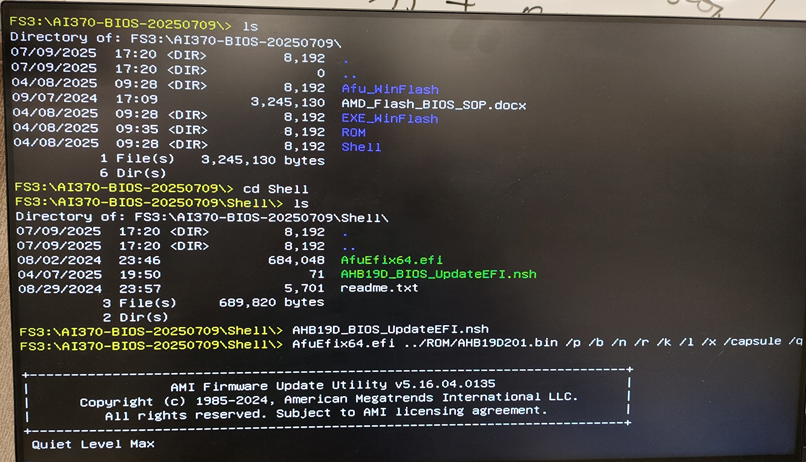 FS3:\AI370-BIOS-20250709\> ls
Directory of: FS3:\AI370-BIOS-20250709\
07/09/2025 17:20 <DIR> 8,192 .
07/09/2025 17:20 <DIR> 0 ..
04/08/2025 09:28 <DIR> 8,192 Afu_WinFlash
09/07/2024 17:09 3,245,130 AMD_Flash_BIOS_SOP.docx
04/08/2025 09:28 <DIR> 8,192 EXE_WinFlash
04/08/2025 09:35 <DIR> 8,192 ROM
04/08/2025 09:28 <DIR> 8,192 Shell
1 File(s) 3,245,130 bytes
6 Dir(s)
FS3:\AI370-BIOS-20250709\> cd Shell
FS3:\AI370-BIOS-20250709\Shell\> ls
Directory of: FS3:\AI370-BIOS-20250709\Shell\
07/09/2025 17:20 <DIR> 8,192 .
07/09/2025 17:20 <DIR> 8,192 ..
08/02/2024 23:46 684,048 AfuEfix64.efi
04/07/2025 19:50 71 AHB19D_BIOS_UpdateEFI.nsh
08/29/2024 23:57 5,701 readme.txt
3 File(s) 689,820 bytes
2 Dir(s)
FS3:\AI370-BIOS-20250709\Shell\> AHB19D_BIOS_UpdateEFI.nsh
FS3:\AI370-BIOS-20250709\Shell\> AfuEfix64.efi ../ROM/AHB19D201.bin /p /b /n /r /k /l /x /capsule /q
AMI Firmware Update Utility v5.16.04.0135
Copyright (c) 1985-2024, American Megatrends International LLC.
All rights reserved. Subject to AMI licensing agreement.
Quiet Level Max